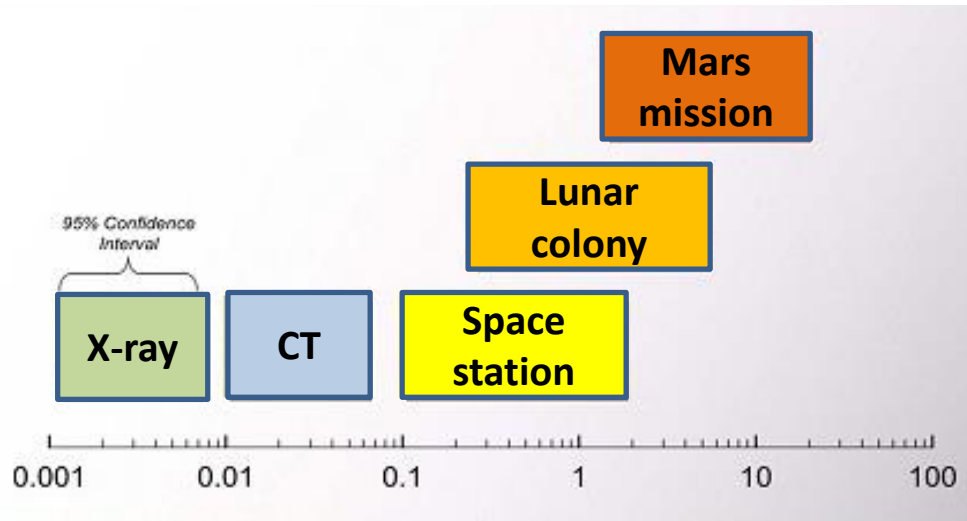 Mars
mission
Lunar
colony
95% Confidence
Interval
X-ray
CT
Space
station
0.001 0.01 0.1 1 10 100